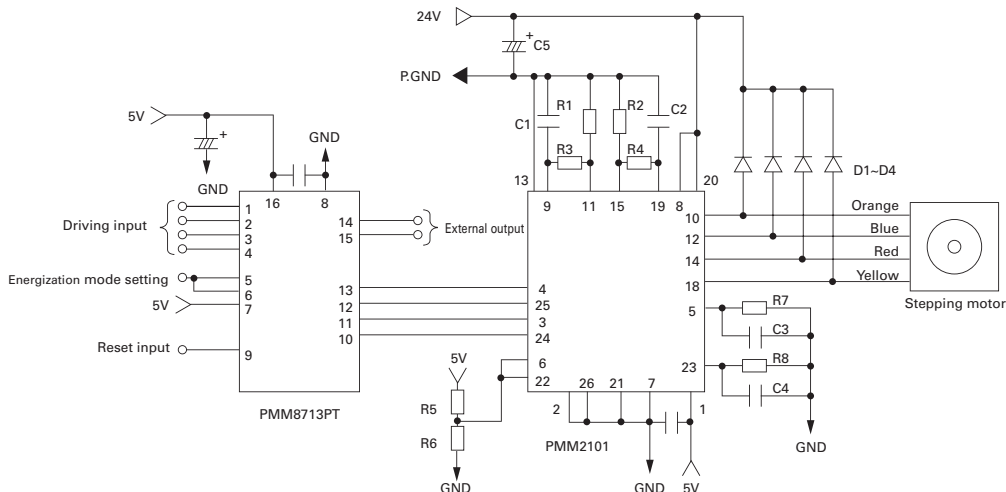 24V
C5
P.GND
R1
R2
C2
C1
R3
R4
5V
GND
GND
13
20
16
8
9
11
15
19
8
D1~D4
Driving input
1
2
3
4
14
15
External output
10
12
14
18
Orange
Blue
Red
Yellow
Stepping motor
Energization mode setting
5
6
7
5V
13
12
11
10
4
25
3
24
5
R7
C3
Reset input
9
6
22
23
R8
C4
5V
R5
R6
26
21
7
2
1
PMM8713PT
PMM2101
GND
GND
GND
5V